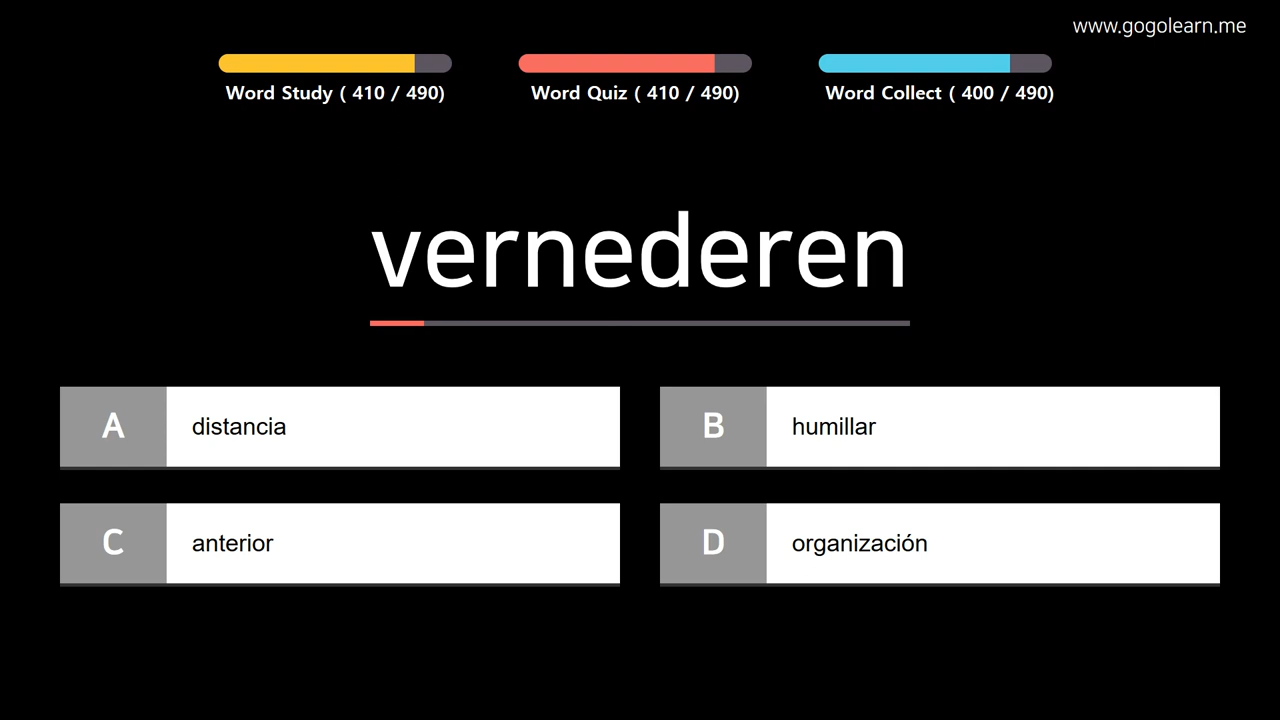 www.gogolearn.me
Word Study ( 410 / 490)
Word Quiz ( 410 / 490)
Word Collect ( 400 / 490)
vernederen
A distancia
B humillar
C anterior
D organización